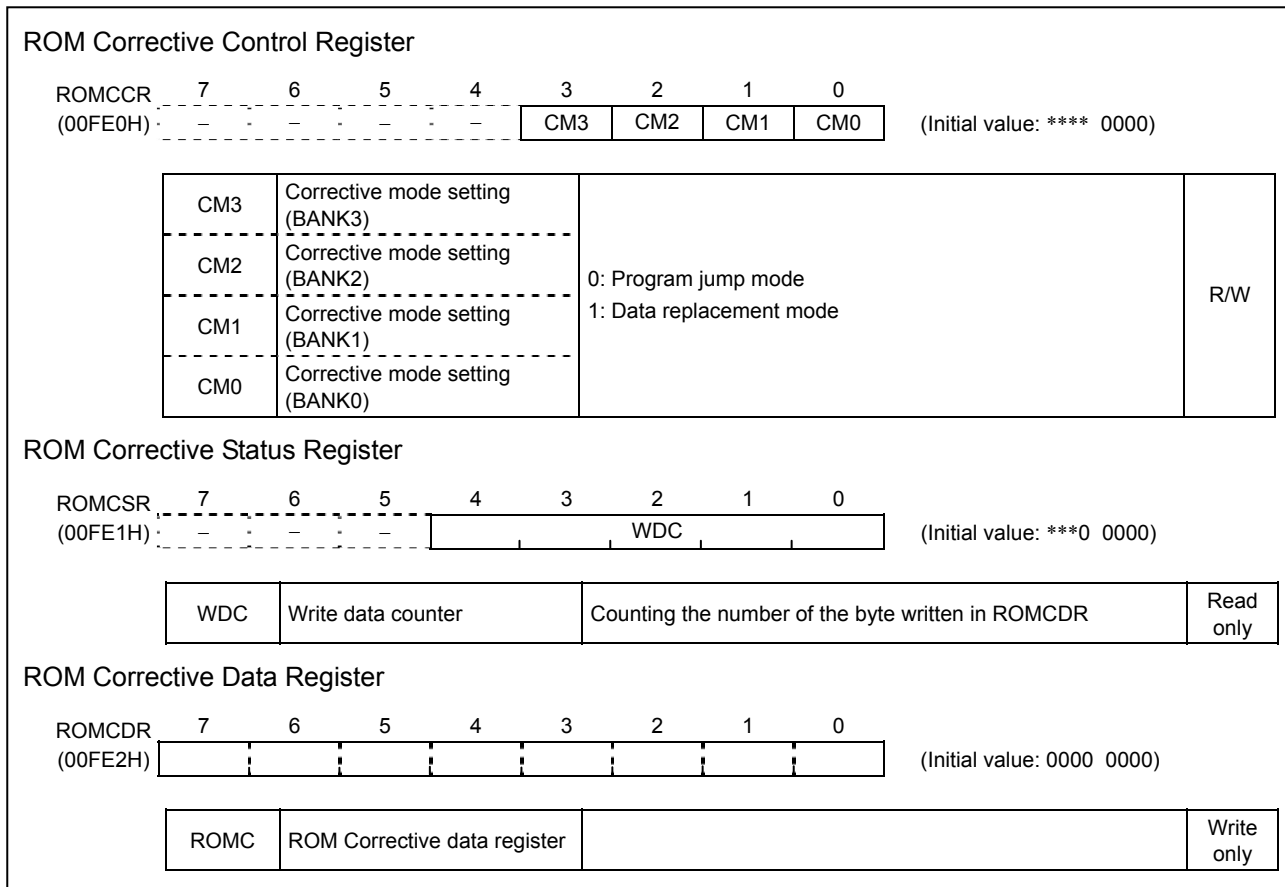 ROM Corrective Control Register
ROMCCR 7 6 5 4 3 2 1 0
(00FE0H) – – – – CM3 CM2 CM1 CM0 (Initial value: **** 0000)
CM3 Corrective mode setting
(BANK3)
CM2 Corrective mode setting
(BANK2)
0: Program jump mode
1: Data replacement mode
R/W
CM1 Corrective mode setting
(BANK1)
CM0 Corrective mode setting
(BANK0)
ROM Corrective Status Register
ROMCSR 7 6 5 4 3 2 1 0
(00FE1H) – – – WDC (Initial value: ***0 0000)
WDC Write data counter Counting the number of the byte written in ROMCDR Read
only
ROM Corrective Data Register
ROMCDR 7 6 5 4 3 2 1 0
(00FE2H) (Initial value: 0000 0000)
ROMC ROM Corrective data register Write
only